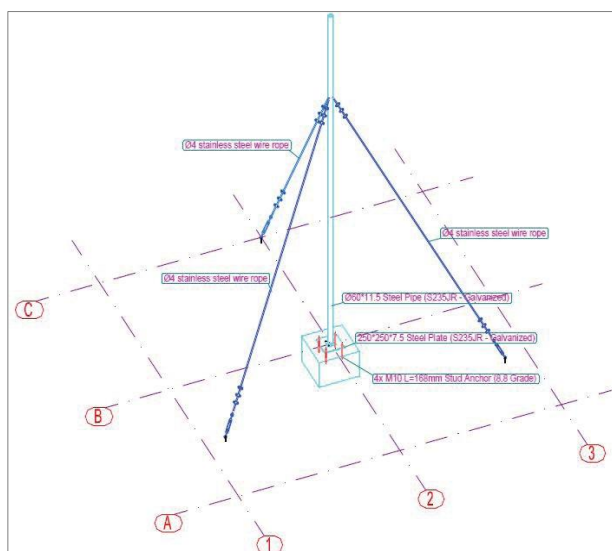 Ø4 stainless steel wire rope
Ø4 stainless steel wire rope
Ø4 stainless steel wire rope
Ø60*11.5 Steel Pipe (S235JR - Galvanized)
C
250*250*7.5 Steel Plate (S235JR - Galvanized)
4x M10 L=168mm Stud Anchor (8.8 Grade)
B
3
2
A
1